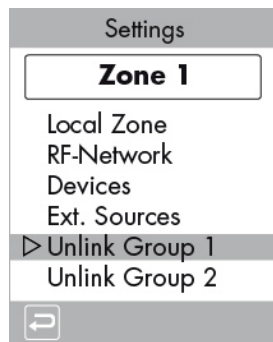 Settings
Zone 1
Local Zone
RF-Network
Devices
Ext. Sources
Unlink Group 1
Unlink Group 2